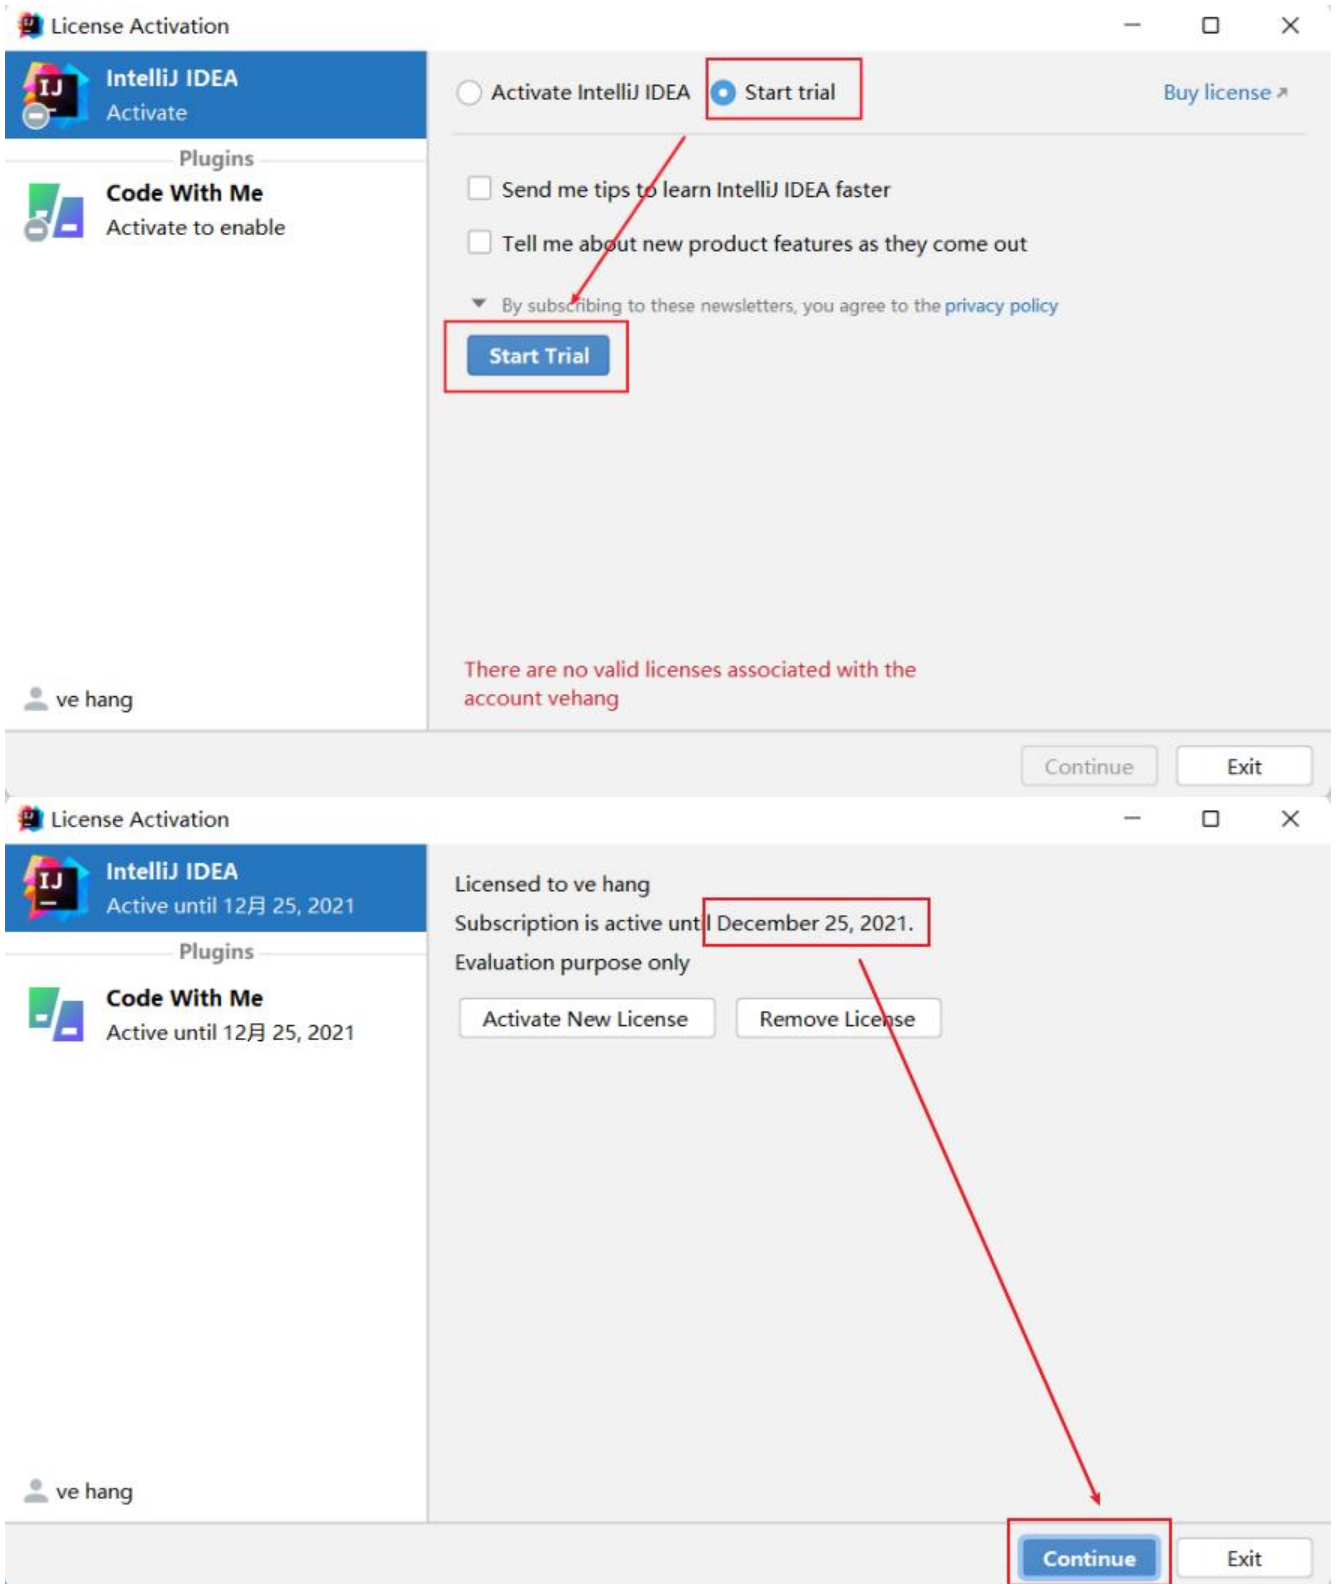 License Activation
IntelliJ IDEA
Activate
Plugins
Code With Me
Activate to enable
ve hang
Activate IntelliJ IDEA Start trial Buy license
Send me tips to learn IntelliJ IDEA faster
Tell me about new product features as they come out
By subscribing to these newsletters, you agree to the privacy policy
Start Trial
There are no valid licenses associated with the
account vehang
Continue Exit
License Activation
IntelliJ IDEA
Active until 12月 25, 2021
Plugins
Code With Me
Active until 12月 25, 2021
ve hang
Licensed to ve hang
Subscription is active until December 25, 2021.
Evaluation purpose only
Activate New License Remove License
Continue Exit